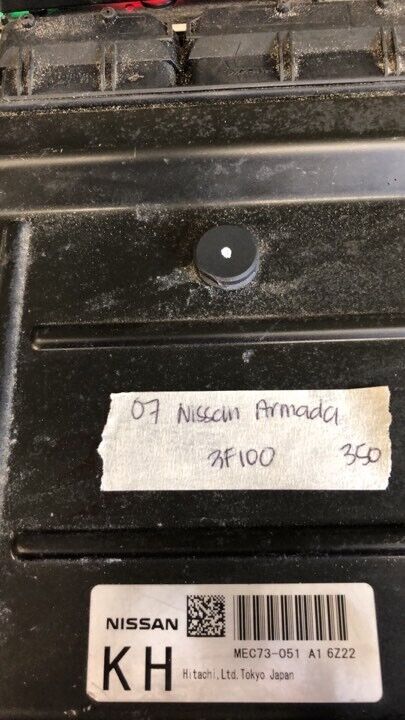 07 Nissan Armada
3F100 350
NISSAN
MEC73-051 A1 6Z22
KH Hitachi,Ltd.Tokyo Japan